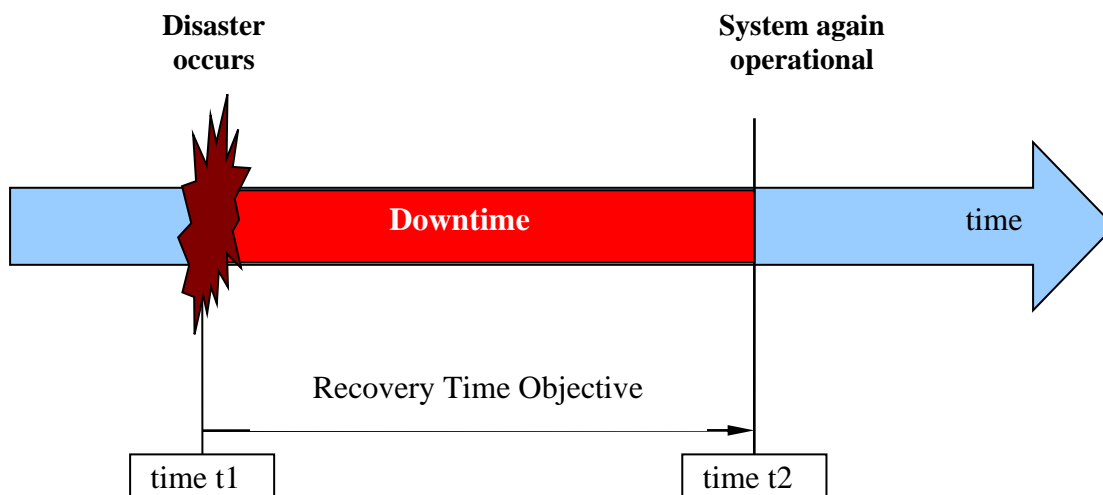 Disaster
occurs
System again
operational
Downtime
time
Recovery Time Objective
time t1
time t2